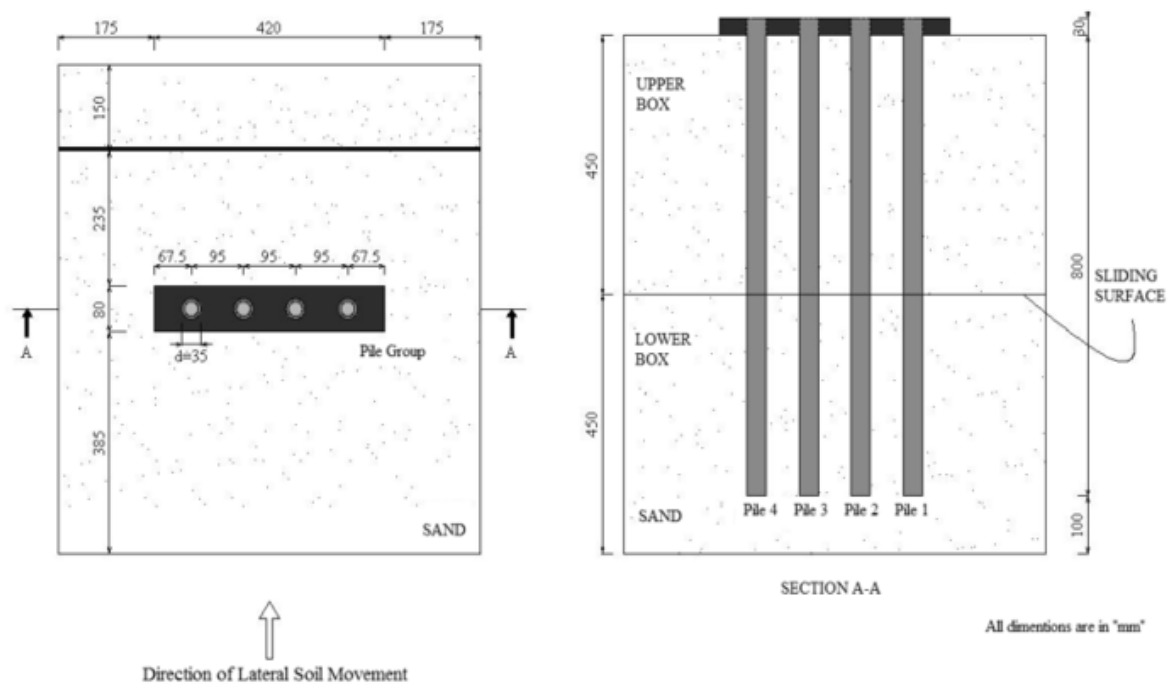 175
420
175
150
235
67.5
95
95
95
67.5
80
A
A
d=35
Pile Group
385
SAND
Direction of Lateral Soil Movement
30
UPPER
BOX
450
800
SLIDING
SURFACE
LOWER
BOX
450
SAND
Pile 4
Pile 3
Pile 2
Pile 1
100
SECTION A-A
All dimentions are in "mm"